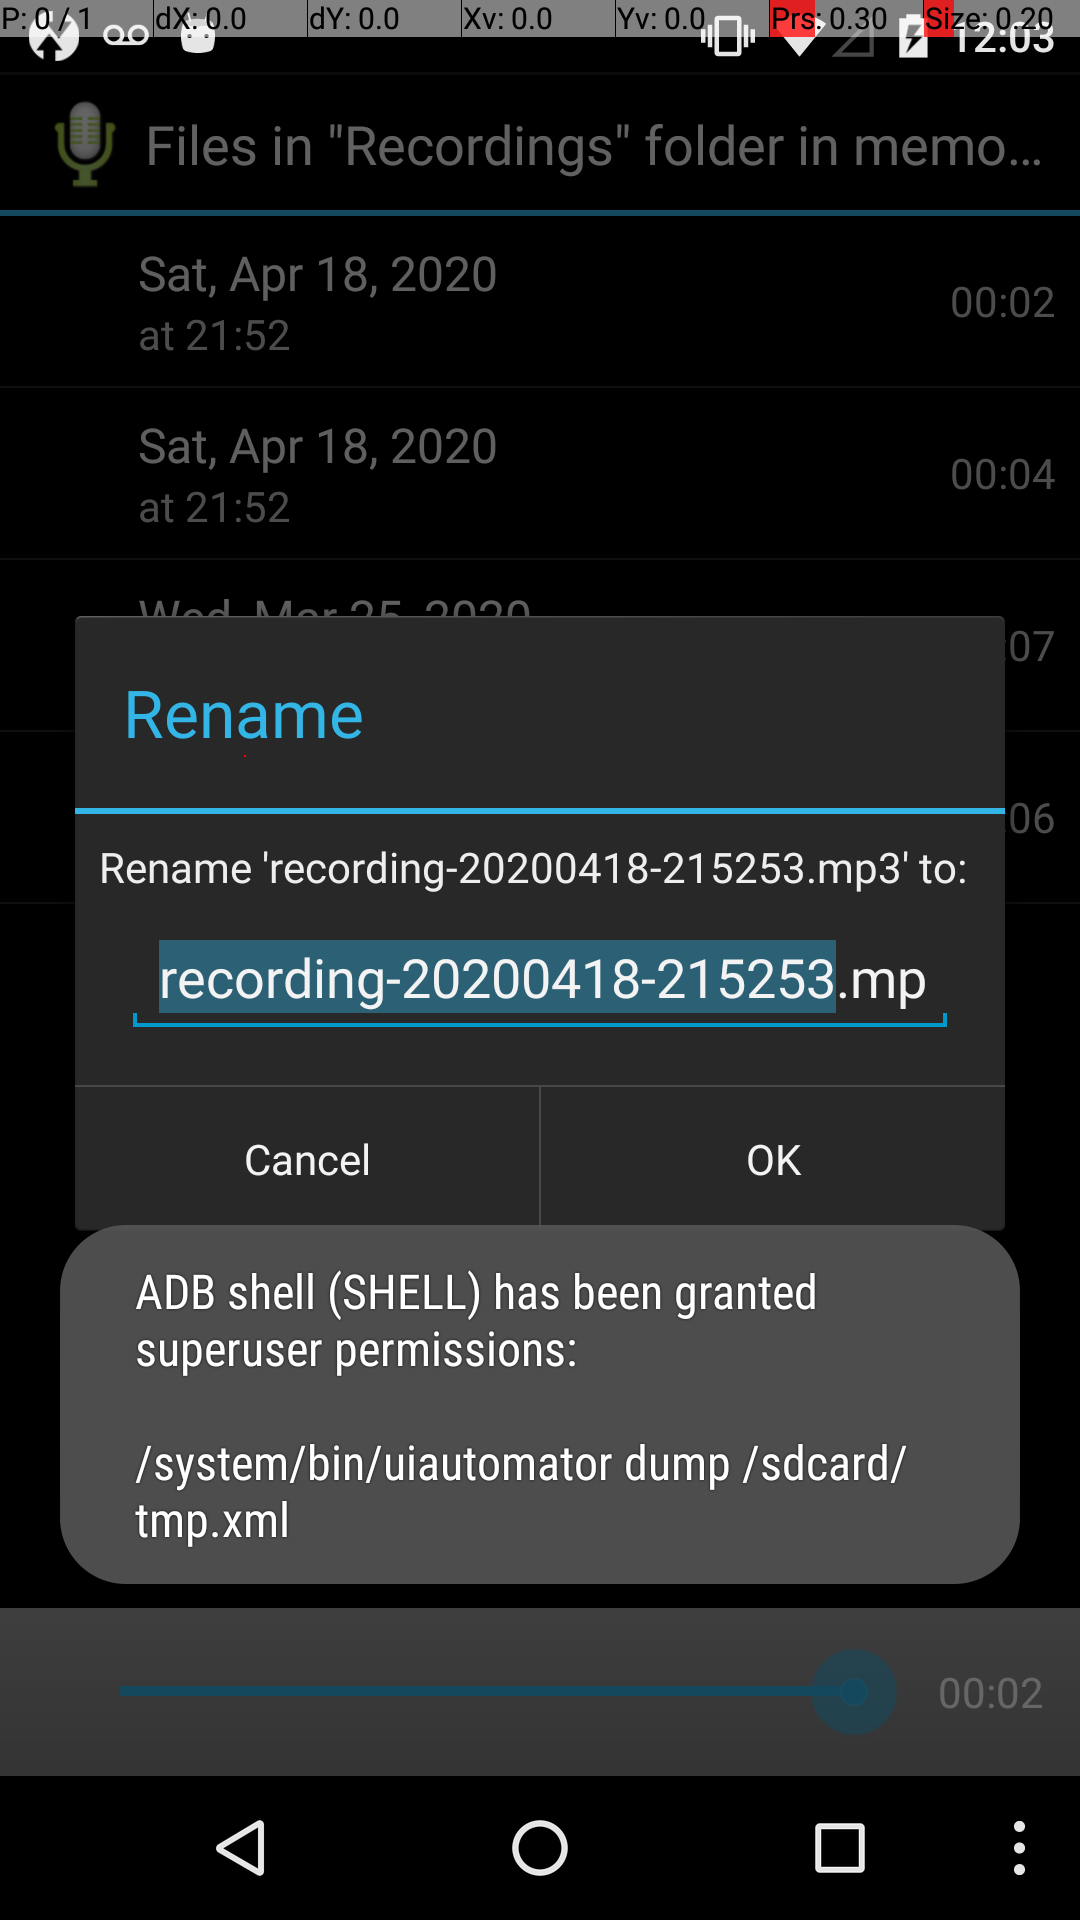 P: 0 / 1 dX: 0.0 dY: 0.0 Xv: 0.0 Yv: 0.0 Prs: 0.30 Size: 0.20
12:03
Files in "Recordings" folder in memo...
Sat, Apr 18, 2020
at 21:52
00:02
Sat, Apr 18, 2020
at 21:52
00:04
Wed, Mar 25, 2020
:07
Rename
06
Rename 'recording-20200418-215253.mp3' to:
recording-20200418-215253.mp
Cancel
OK
ADB shell (SHELL) has been granted
superuser permissions:
/system/bin/uiautomator dump /sdcard/
tmp.xml
00:02